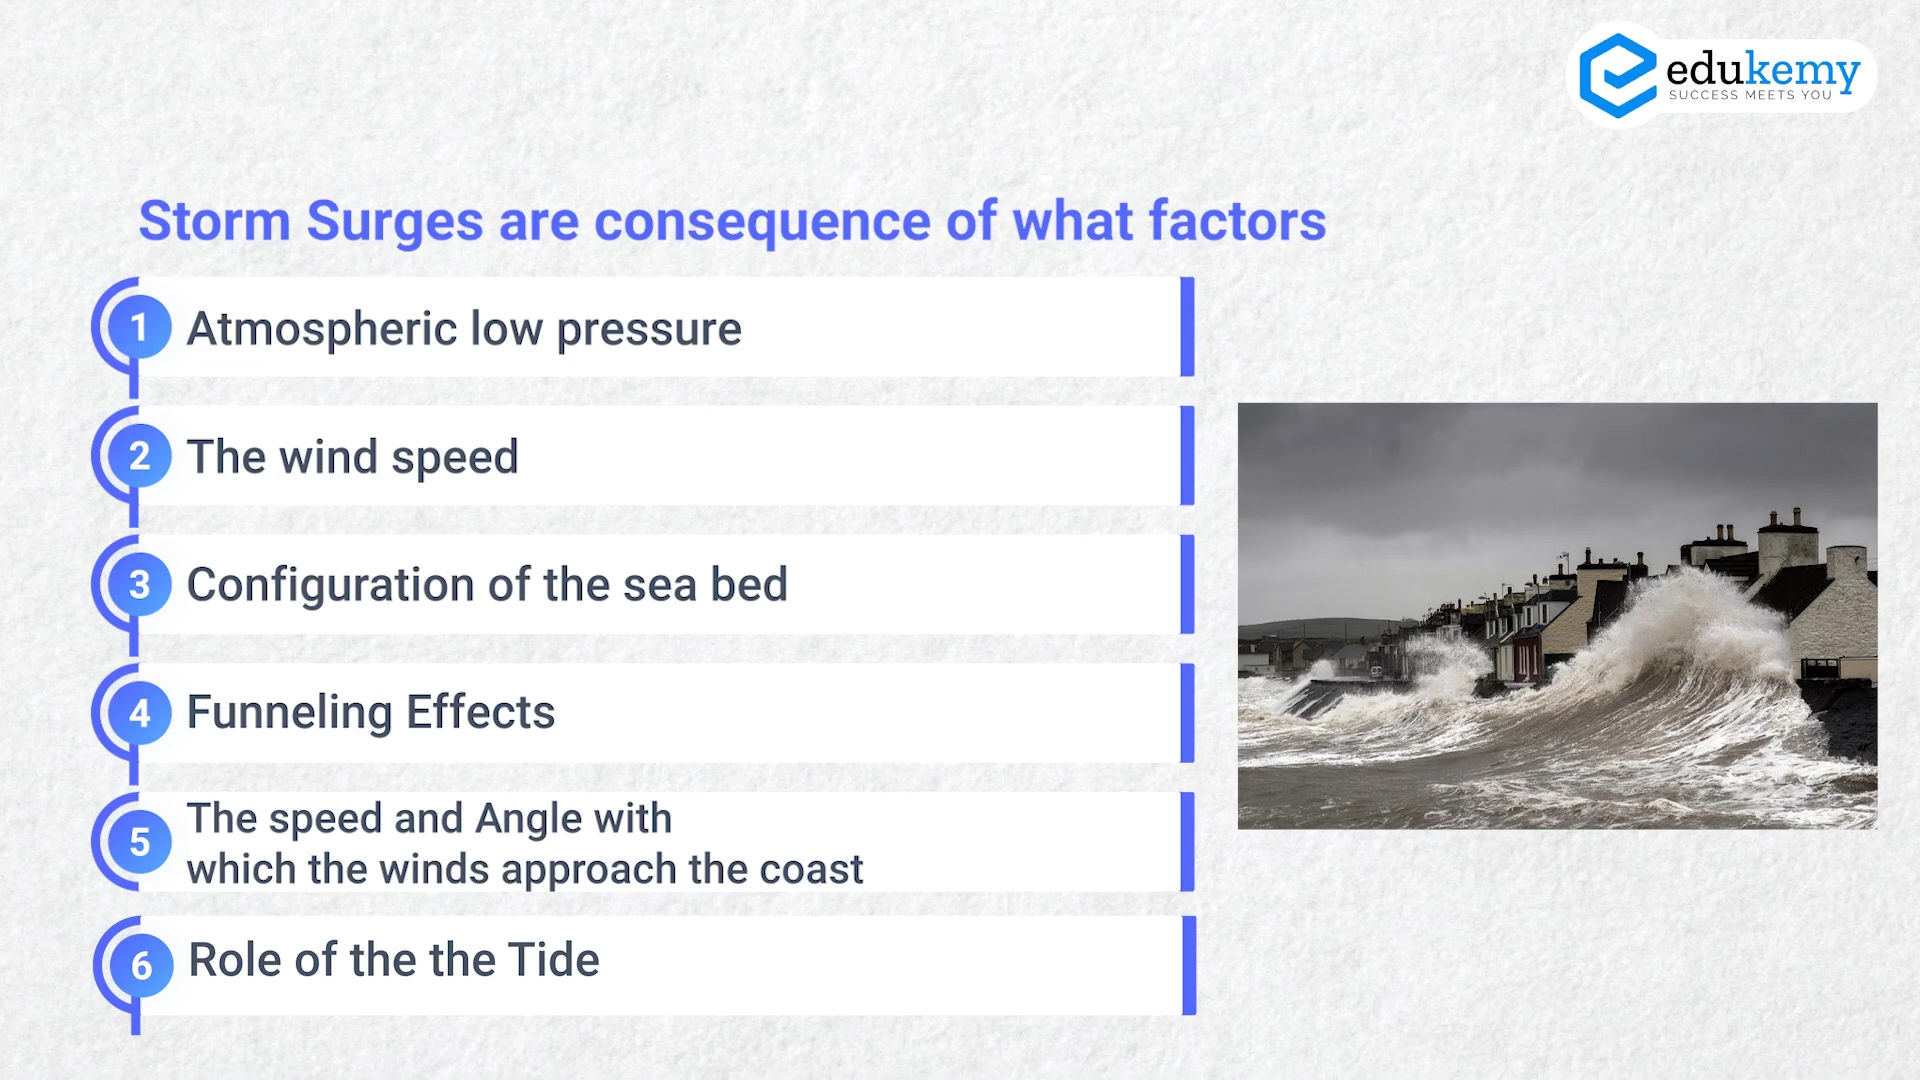 edukemy
SUCCESS MEETS YOU
Storm Surges are consequence of what factors
1 Atmospheric low pressure
2 The wind speed
3 Configuration of the sea bed
4 Funneling Effects
5 The speed and Angle with
which the winds approach the coast
6 Role of the the Tide